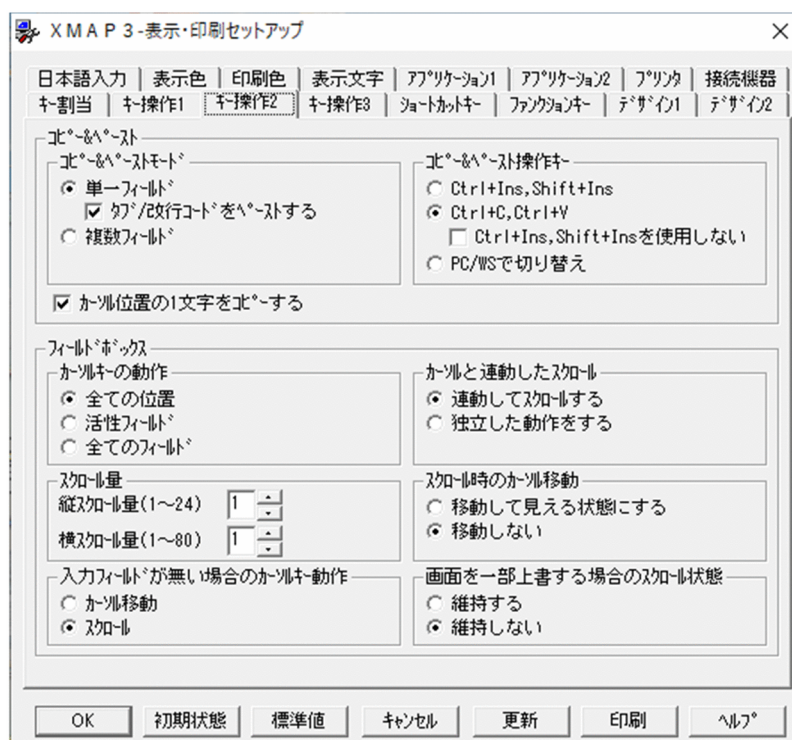 XMAP3-表示･印刷セットアップ
日本語入力 表示色 印刷色 表示文字 ｱﾌﾟﾘｹｰｼｮﾝ1 ｱﾌﾟﾘｹｰｼｮﾝ2 ﾌﾟﾘﾝﾀ 接続機器
ｷｰ割当 ｷｰ操作1 ｷｰ操作2 ｷｰ操作3 ｼｮｰﾄｶｯﾄｷｰ ﾌｧﾝｸｼｮﾝｷｰ ﾃﾞｻﾞｲﾝ1 ﾃﾞｻﾞｲﾝ2
ｺﾋﾟｰ&ﾍﾟｰｽﾄ
ｺﾋﾟｰ&ﾍﾟｰｽﾄﾓｰﾄﾞ
単一ﾌｨｰﾙﾄﾞ
ﾀﾌﾞ/改行ｺｰﾄﾞをﾍﾟｰｽﾄする
複数ﾌｨｰﾙﾄﾞ
ｺﾋﾟｰ&ﾍﾟｰｽﾄ操作ｷｰ
Ctrl+Ins,Shift+Ins
Ctrl+C,Ctrl+V
Ctrl+Ins,Shift+Insを使用しない
PC/WSで切り替え
ｶｰｿﾙ位置の1文字をｺﾋﾟｰする
ﾌｨｰﾙﾄﾞﾎﾞｯｸｽ
ｶｰｿﾙｷｰの動作
全ての位置
活性ﾌｨｰﾙﾄﾞ
全てのﾌｨｰﾙﾄﾞ
ｶｰｿﾙと連動したｽｸﾛｰﾙ
連動してｽｸﾛｰﾙする
独立した動作をする
ｽｸﾛｰﾙ量
縦ｽｸﾛｰﾙ量(1～24) 1
横ｽｸﾛｰﾙ量(1～80) 1
ｽｸﾛｰﾙ時のｶｰｿﾙ移動
移動して見える状態にする
移動しない
入力ﾌｨｰﾙﾄﾞが無い場合のｶｰｿﾙｷｰ動作
ｶｰｿﾙ移動
ｽｸﾛｰﾙ
画面を一部上書する場合のｽｸﾛｰﾙ状態
維持する
維持しない
OK 初期状態 標準値 ｷｬﾝｾﾙ 更新 印刷 ﾍﾙﾌﾟ